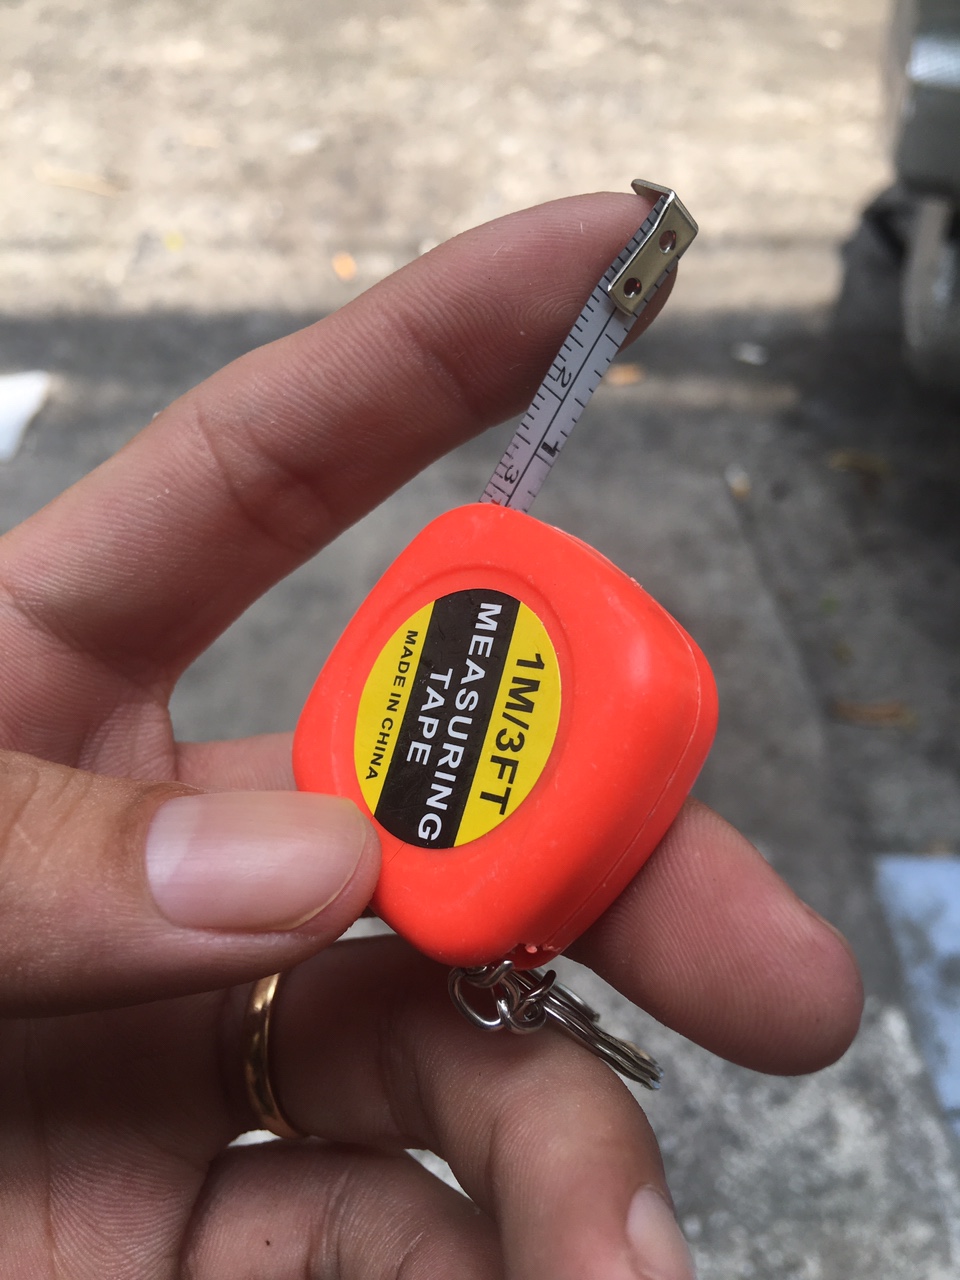 1M/3FT
MEASURING
TAPE
MADE IN CHINA
2
1
3